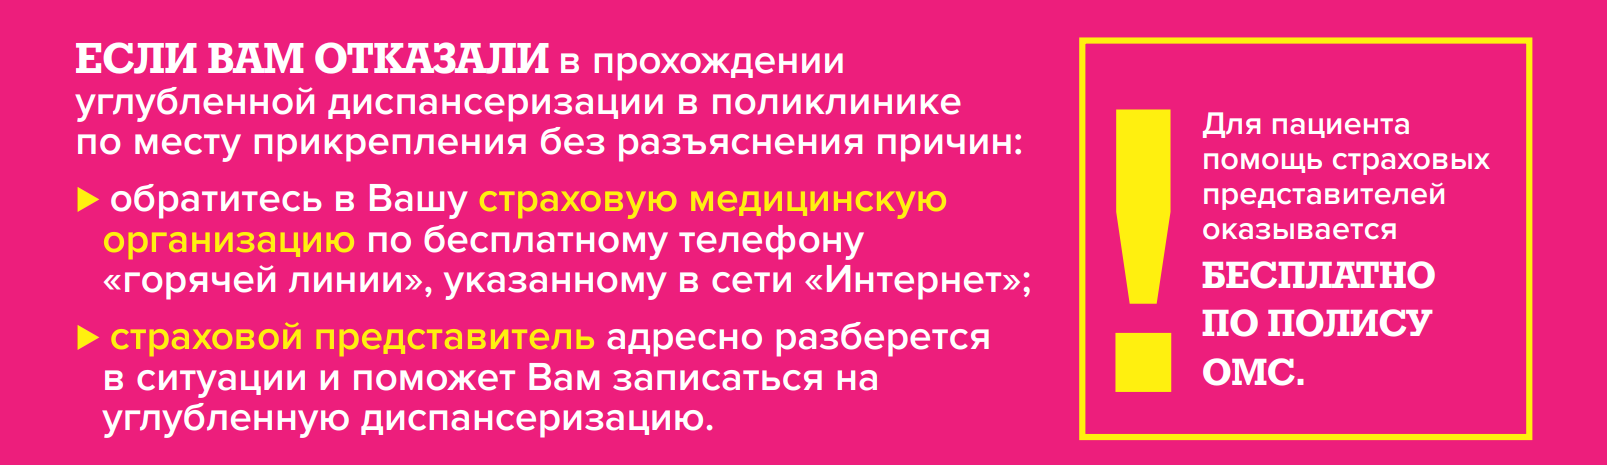 ЕСЛИ ВАМ ОТКАЗАЛИ в прохождении
углубленной диспансеризации в поликлинике
по месту прикрепления без разъяснения причин:
▶ обратитесь в Вашу страховую медицинскую
организацию по бесплатному телефону
«горячей линии», указанному в сети «Интернет»;
▶ страховой представитель адресно разберется
в ситуации и поможет Вам записаться на
углубленную диспансеризацию.
!
Для пациента
помощь страховых
представителей
оказывается
БЕСПЛАТНО
ПО ПОЛИСУ
ОМС.